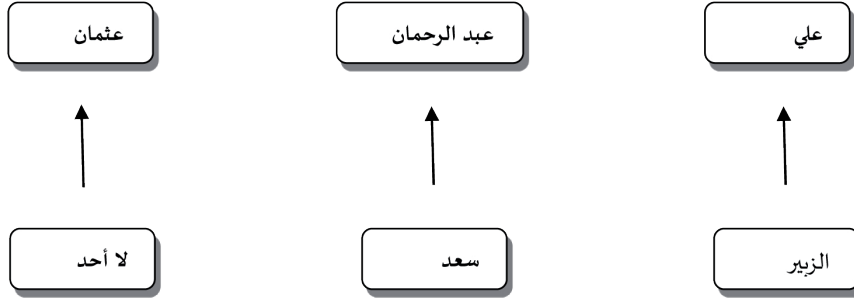 علي
عبد الرحمان
عثمان
الزبير
سعد
لا أحد